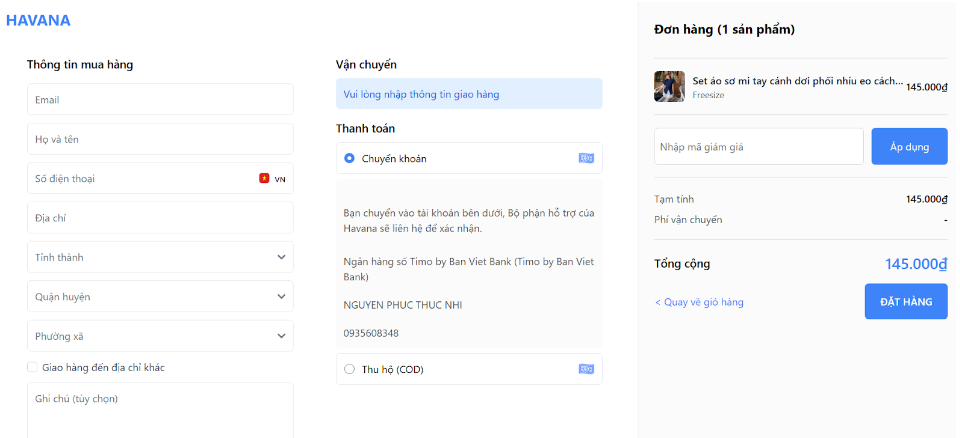 HAVANA
Thông tin mua hàng
Email
Họ và tên
Số điện thoại
VN
Địa chỉ
Tỉnh thành
Quận huyện
Phường xã
Giao hàng đến địa chỉ khác
Ghi chú (tùy chọn)
Vận chuyển
Vui lòng nhập thông tin giao hàng
Thanh toán
Chuyển khoản
Bạn chuyển vào tài khoản bên dưới, Bộ phận hỗ trợ của
Havana sẽ liên hệ để xác nhận.
Ngân hàng số Timo by Ban Viet Bank (Timo by Ban Viet
Bank)
NGUYEN PHUC THUC NHI
0935608348
Thu hộ (COD)
Đơn hàng (1 sản phẩm)
Set áo sơ mi tay cánh dơi phối nhíu eo cách... 145.000₫
Freesize
Nhập mã giảm giá
Áp dụng
Tạm tính 145.000₫
Phí vận chuyển -
Tổng cộng 145.000₫
< Quay về giỏ hàng
ĐẶT HÀNG